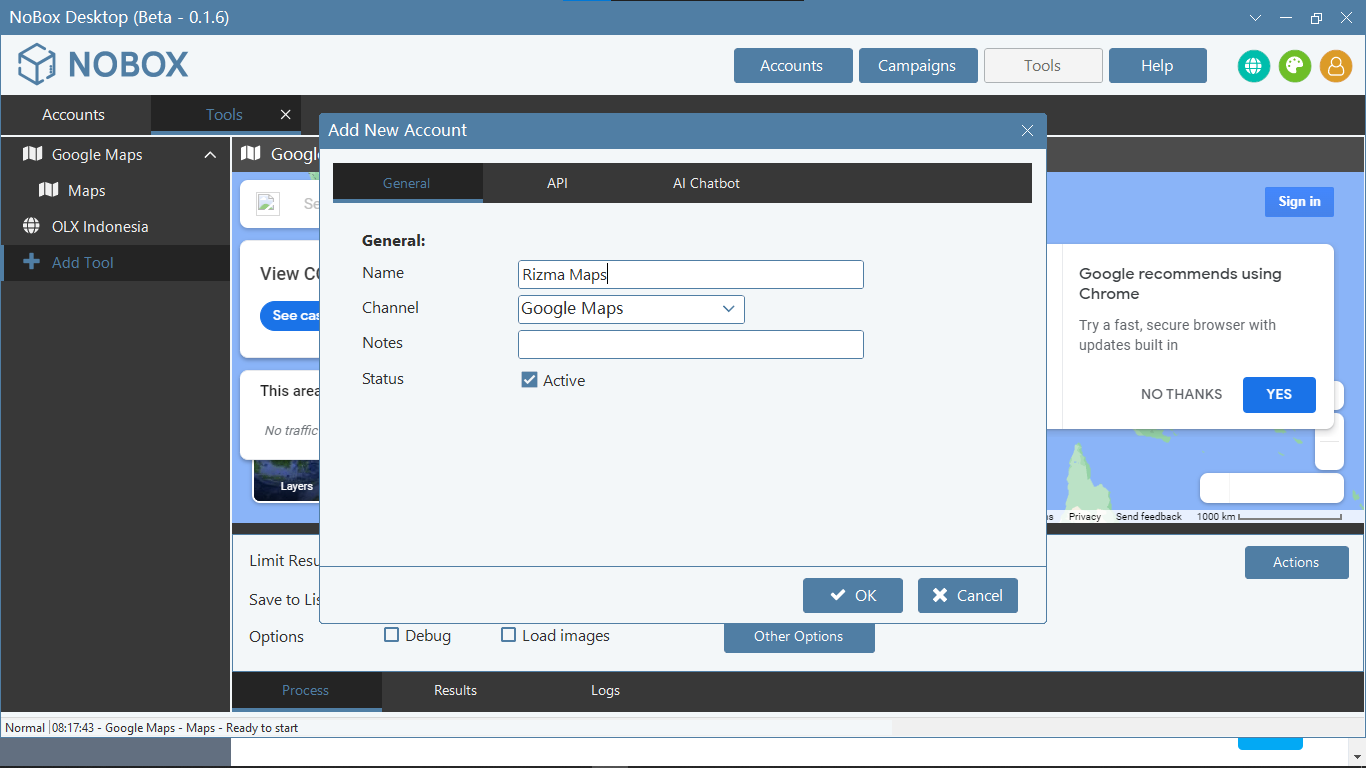 NoBox Desktop (Beta - 0.1.6)
NOBOX
Accounts
Campaigns
Tools
Help
Accounts
Tools
Google Maps
Maps
OLX Indonesia
Add Tool
Googl
Se
Sign in
View CO
See cas
This area
No traffic
Layers
Google recommends using
Chrome
Try a fast, secure browser with
updates built in
NO THANKS
YES
Privacy
Send feedback
1000 km
Add New Account
General
API
AI Chatbot
General:
Name
Rizma Maps
Channel
Google Maps
Notes
Status
Active
OK
Cancel
Limit Resu
Actions
Save to Lis
Options
Debug
Load images
Other Options
Process
Results
Logs
Normal
08:17:43 - Google Maps - Maps - Ready to start